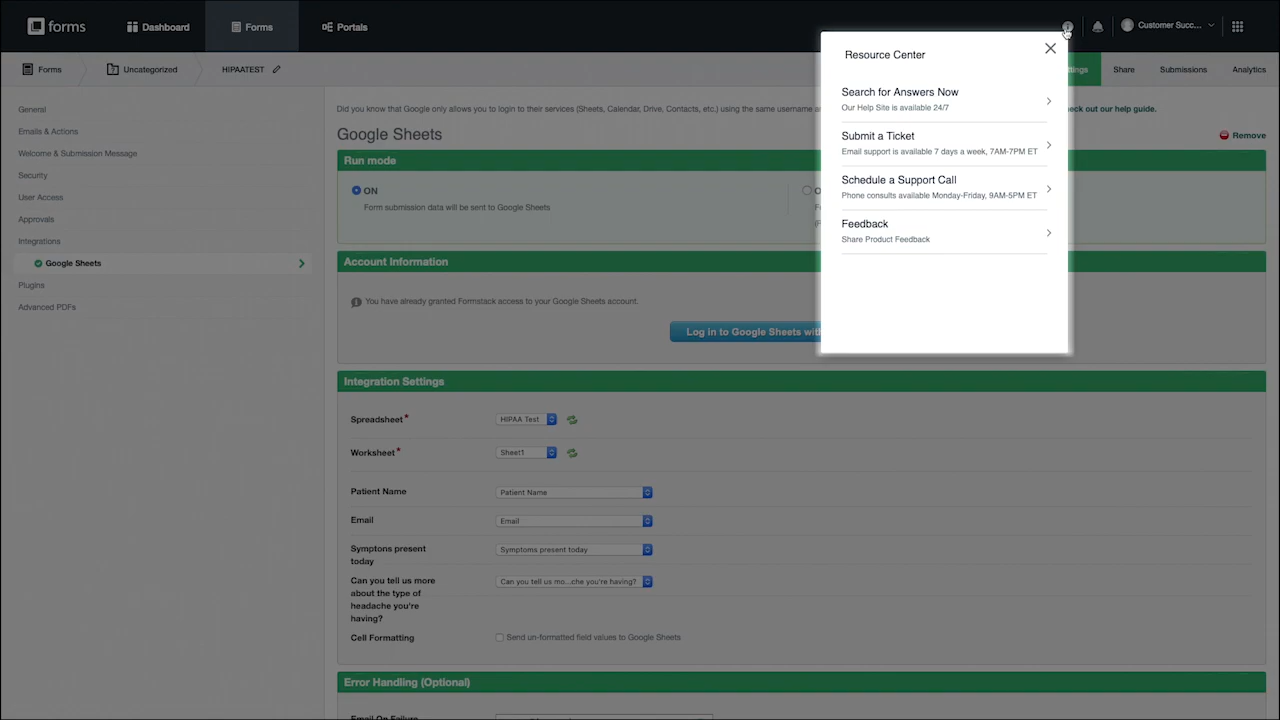 forms
Dashboard
Forms
Portals
Customer Succ...
Forms
Uncategorized
HIPAATEST
ttings
Share
Submissions
Analytics
Resource Center
Search for Answers Now
Our Help Site is available 24/7
Submit a Ticket
Email support is available 7 days a week, 7AM-7PM ET
Schedule a Support Call
Phone consults available Monday-Friday, 9AM-5PM ET
Feedback
Share Product Feedback
General
Emails & Actions
Welcome & Submission Message
Security
User Access
Approvals
Integrations
Google Sheets
Plugins
Advanced PDFs
Did you know that Google only allows you to login to their services (Sheets, Calendar, Drive, Contacts, etc.) using the same username a
eck out our help guide.
Google Sheets
Remove
Run mode
ON
Form submission data will be sent to Google Sheets
Account Information
You have already granted Formstack access to your Google Sheets account.
Log in to Google Sheets with
Integration Settings
Spreadsheet*
HIPAA Test
Worksheet*
Sheet1
Patient Name
Patient Name
Email
Email
Symptons present
today
Symptoms present today
Can you tell us more
about the type of
headache you're
having?
Can you tell us mo...che you're having?
Cell Formatting
Send un-formatted field values to Google Sheets
Error Handling (Optional)
Email On Failure